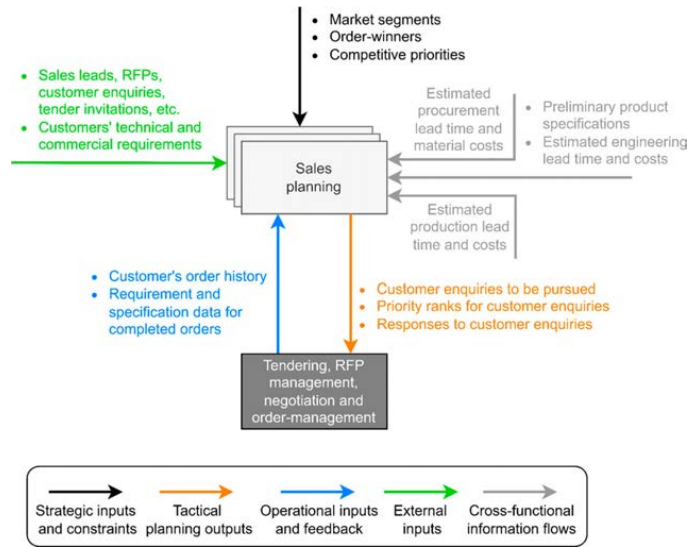 • Market segments
• Order-winners
• Competitive priorities
• Sales leads, RFPs,
customer enquiries,
tender invitations, etc.
• Customers' technical and
commercial requirements
Estimated
procurement
lead time and
material costs
• Preliminary product
specifications
• Estimated engineering
lead time and costs
Sales
planning
Estimated
production lead
time and costs
• Customer's order history
• Requirement and
specification data for
completed orders
• Customer enquiries to be pursued
• Priority ranks for customer enquiries
• Responses to customer enquiries
Tendering, RFP
management,
negotiation and
order-management
Strategic inputs
and constraints
Tactical
planning outputs
Operational inputs
and feedback
External
inputs
Cross-functional
information flows